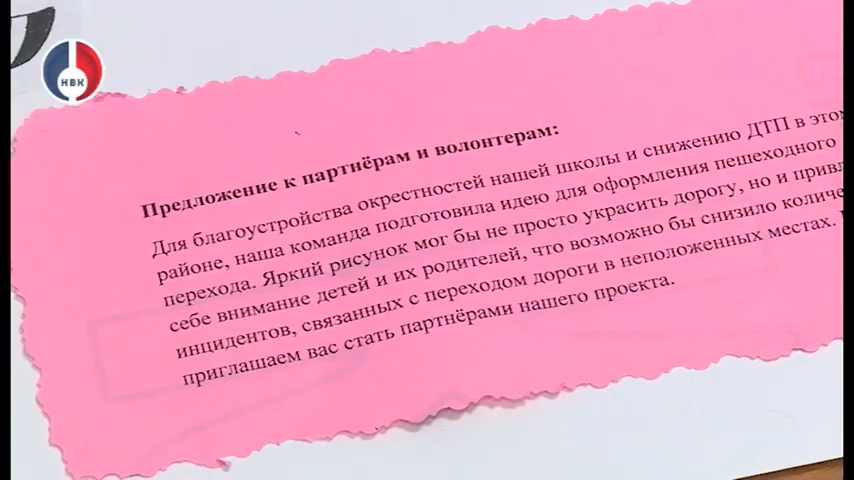 НВК
Предложение к партнёрам и волонтерам:
Для благоустройства окрестностей нашей школы и снижению ДТП в
районе, наша команда подготовила идею для оформления пешеходного
перехода. Яркий рисунок мог бы не просто украсить дорогу, но и
себе внимание детей и их родителей, что возможно бы снизило
инцидентов, связанных с переходом дороги в неположенных местах.
приглашаем вас стать партнёрами нашего проекта.